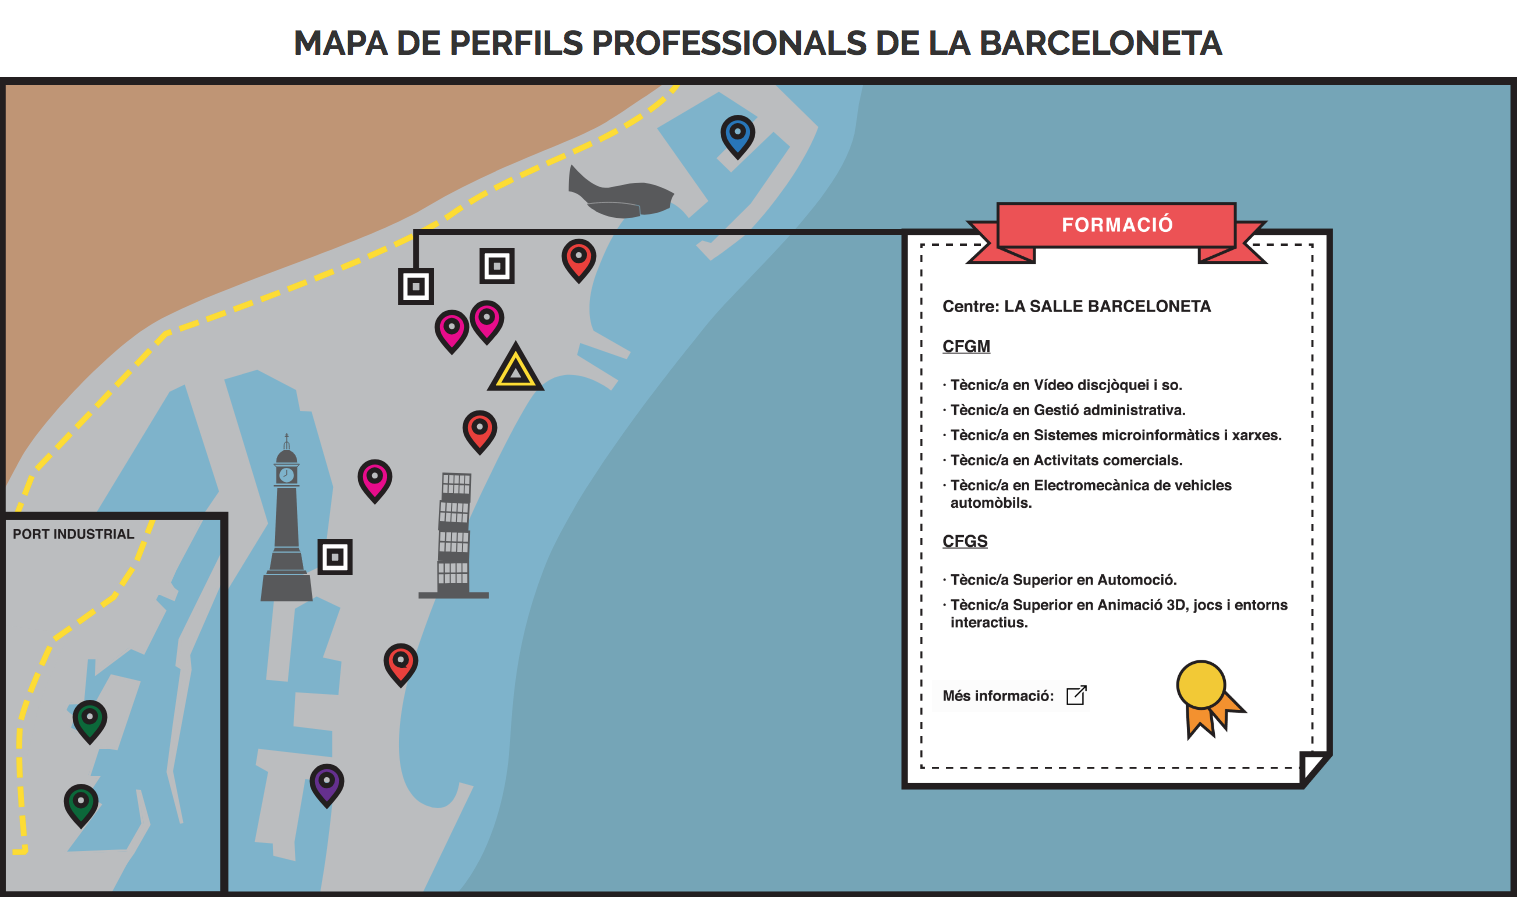 MAPA DE PERFILS PROFESSIONALS DE LA BARCELONETA
FORMACIÓ
Centre: LA SALLE BARCELONETA
CFGM
· Tècnic/a en Vídeo discjòquei i so.
· Tècnic/a en Gestió administrativa.
· Tècnic/a en Sistemes microinformàtics i xarxes.
· Tècnic/a en Activitats comercials.
· Tècnic/a en Electromecànica de vehicles
automòbils.
CFGS
· Tècnic/a Superior en Automoció.
· Tècnic/a Superior en Animació 3D, jocs i entorns
interactius.
Més informació:
PORT INDUSTRIAL